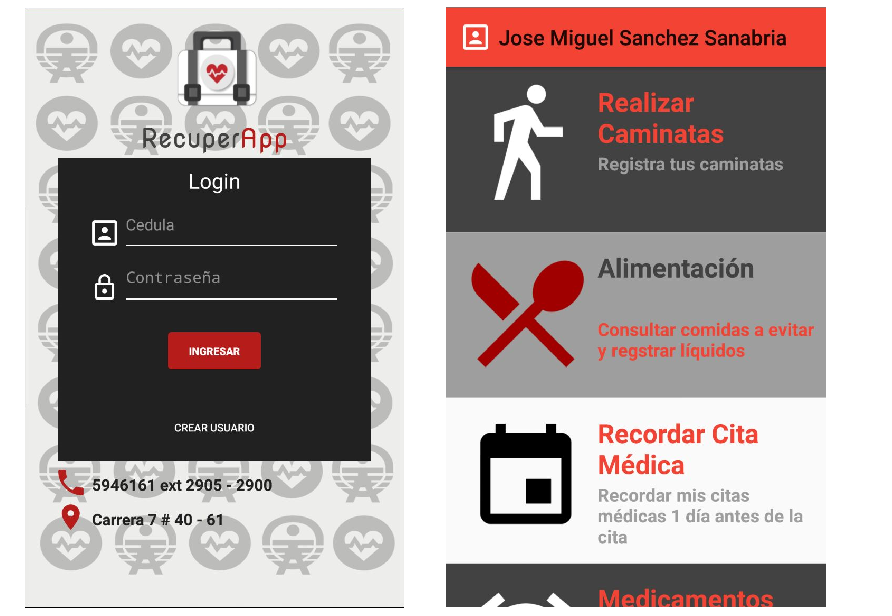 RecuperApp
Login
Cedula
Contraseña
INGRESAR
CREAR USUARIO
5946161 ext 2905 - 2900
Carrera 7 # 40 - 61
Jose Miguel Sanchez Sanabria
Realizar
Caminatas
Registra tus caminatas
Alimentación
Consultar comidas a evitar
y regstrar líquidos
Recordar Cita
Médica
Recordar mis citas
médicas 1 día antes de la
cita
Medicamentos